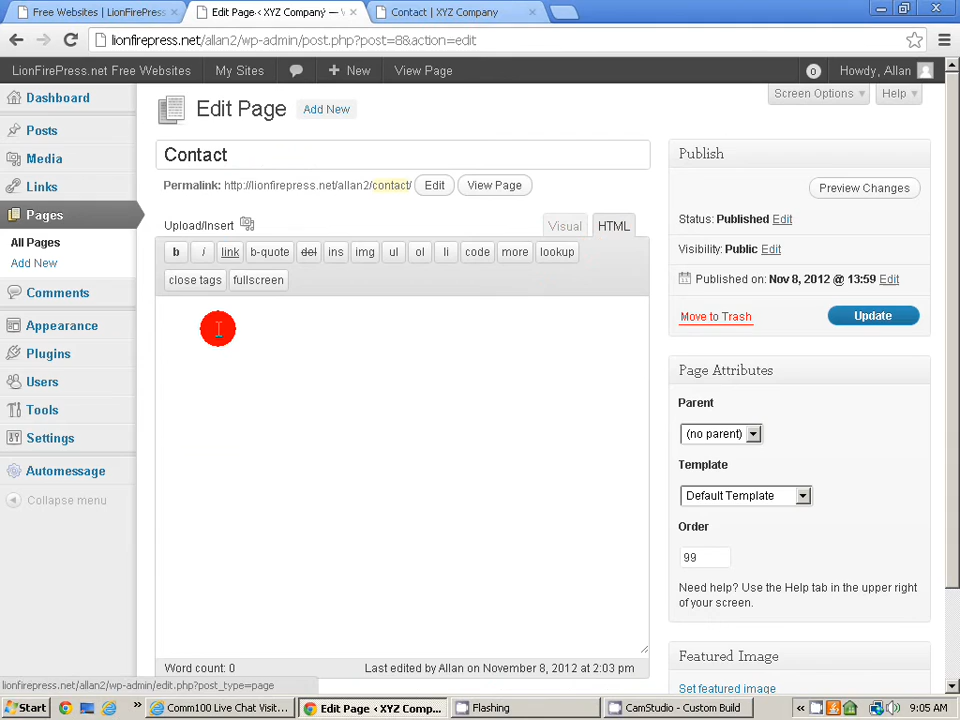 Free Websites | LionFirePress
Edit Page ‹ XYZ Company — V
Contact | XYZ Company
lionfirepress.net/allan2/wp-admin/post.php?post=8&action=edit
LionFirePress.net Free Websites
My Sites
New
View Page
0
Howdy, Allan
Dashboard
Posts
Media
Links
Pages
All Pages
Add New
Comments
Appearance
Plugins
Users
Tools
Settings
Automessage
Collapse menu
Screen Options
Help
Edit Page
Add New
Contact
Permalink: http://lionfirepress.net/allan2/contact/
Edit
View Page
Upload/Insert
Visual
HTML
b
i
link
b-quote
del
ins
img
ul
ol
li
code
more
lookup
close tags
fullscreen
Word count: 0
Last edited by Allan on November 8, 2012 at 2:03 pm
Publish
Preview Changes
Status: Published Edit
Visibility: Public Edit
Published on: Nov 8, 2012 @ 13:59 Edit
Move to Trash
Update
Page Attributes
Parent
(no parent)
Template
Default Template
Order
99
Need help? Use the Help tab in the upper right
of your screen.
Featured Image
Set featured image
lionfirepress.net/allan2/wp-admin/edit.php?post_type=page
Start
Comm100 Live Chat Visit...
Edit Page ‹ XYZ Comp...
Flashing
CamStudio - Custom Build
9:05 AM